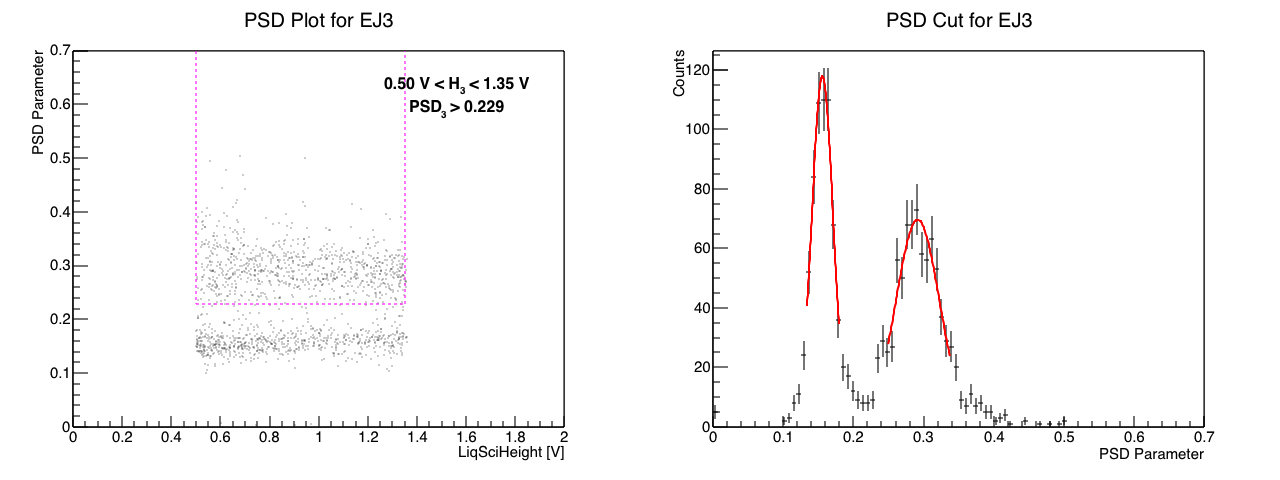 PSD Plot for EJ3
PSD Parameter
0.7
0.6
0.5
0.4
0.3
0.2
0.1
0
0.50 V < H3 < 1.35 V
PSD3 > 0.229
0 0.2 0.4 0.6 0.8 1 1.2 1.4 1.6 1.8 2
LiqSciHeight [V]
PSD Cut for EJ3
Counts
120
100
80
60
40
20
0
0 0.1 0.2 0.3 0.4 0.5 0.6 0.7
PSD Parameter